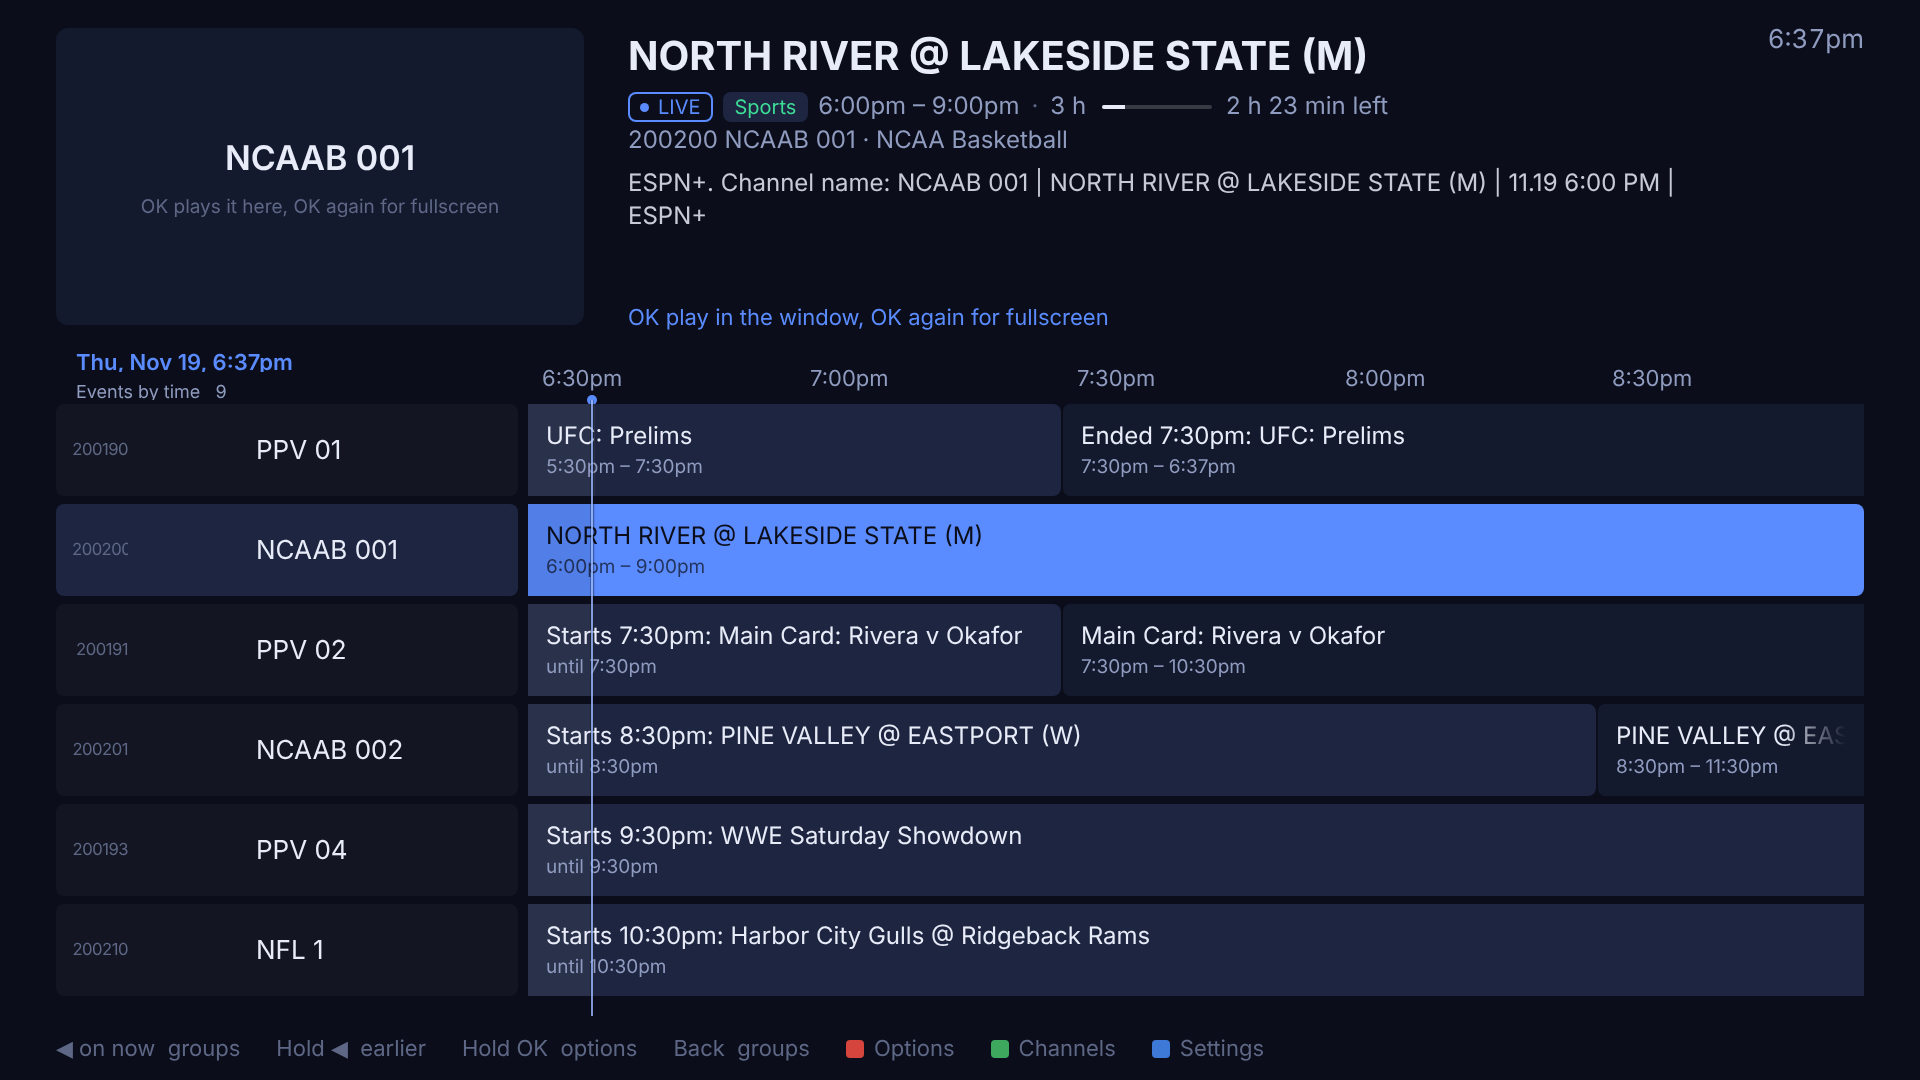 NCAAB 001
OK plays it here, OK again for fullscreen
NORTH RIVER @ LAKESIDE STATE (M)
6:37pm
LIVE Sports 6:00pm – 9:00pm · 3 h 2 h 23 min left
200200 NCAAB 001 · NCAA Basketball
ESPN+. Channel name: NCAAB 001 | NORTH RIVER @ LAKESIDE STATE (M) | 11.19 6:00 PM |
ESPN+
OK play in the window, OK again for fullscreen
Thu, Nov 19, 6:37pm
Events by time 9
6:30pm 7:00pm 7:30pm 8:00pm 8:30pm
200190 PPV 01
UFC: Prelims
5:30pm – 7:30pm
Ended 7:30pm: UFC: Prelims
7:30pm – 6:37pm
200200 NCAAB 001
NORTH RIVER @ LAKESIDE STATE (M)
6:00pm – 9:00pm
200191 PPV 02
Starts 7:30pm: Main Card: Rivera v Okafor
until 7:30pm
Main Card: Rivera v Okafor
7:30pm – 10:30pm
200201 NCAAB 002
Starts 8:30pm: PINE VALLEY @ EASTPORT (W)
until 8:30pm
PINE VALLEY @ EAS
8:30pm – 11:30pm
200193 PPV 04
Starts 9:30pm: WWE Saturday Showdown
until 9:30pm
200210 NFL 1
Starts 10:30pm: Harbor City Gulls @ Ridgeback Rams
until 10:30pm
◀ on now groups Hold ◀ earlier Hold OK options Back groups Options Channels Settings